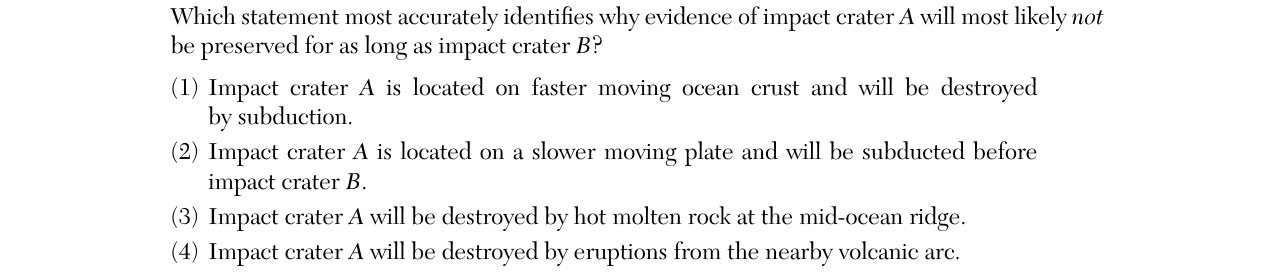 Which statement most accurately identifies why evidence of impact crater A will most likely not
be preserved for as long as impact crater B?
(1) Impact crater A is located on faster moving ocean crust and will be destroyed
by subduction.
(2) Impact crater A is located on a slower moving plate and will be subducted before
impact crater B.
(3) Impact crater A will be destroyed by hot molten rock at the mid-ocean ridge.
(4) Impact crater A will be destroyed by eruptions from the nearby volcanic arc.